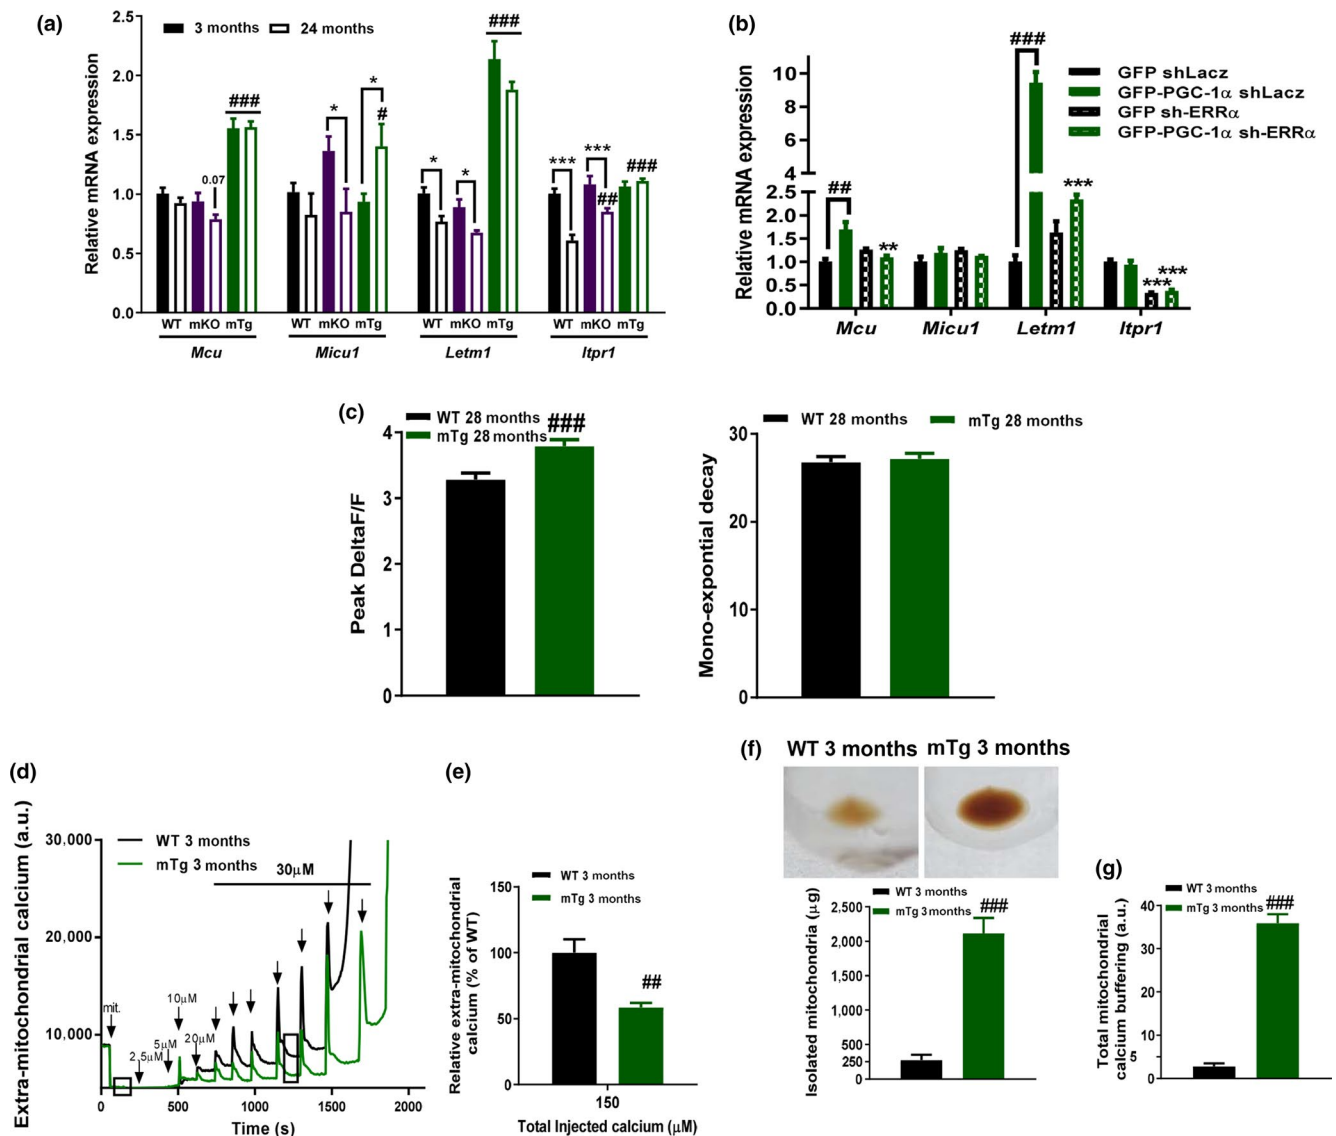 (a)
3 months 24 months
Relative mRNA expression
2.5
2.0
1.5
1.0
0.5
0.0
###
0.07
*
*
#
*
*
###
***
***
##
###
WT mKO mTg WT mKO mTg WT mKO mTg WT mKO mTg
Mcu Micu1 Letm1 Itpr1
(b)
GFP shLacz
GFP-PGC-1α shLacz
GFP sh-ERRα
GFP-PGC-1α sh-ERRα
Relative mRNA expression
10
8
6
4
2.5
2.0
1.5
1.0
0.5
0.0
##
**
###
***
***
***
Mcu Micu1 Letm1 Itpr1
(c)
WT 28 months
mTg 28 months
###
Peak DeltaF/F
4
3
2
1
0
WT 28 months mTg 28 months
Mono-expontial decay
30
20
10
0
(d)
Extra-mitochondrial calcium (a.u.)
30,000
20,000
10,000
WT 3 months
mTg 3 months
30μM
mit.
2.5μM
5μM
10μM
20μM
0 500 1000 1500 2000
Time (s)
(e)
WT 3 months
mTg 3 months
Relative extra-mitochondrial
calcium (% of WT)
150
100
50
0
##
150
Total Injected calcium (μM)
(f)
WT 3 months mTg 3 months
WT 3 months
mTg 3 months
###
Isolated mitochondria (μg)
2,500
2,000
1,500
1,000
500
250
0
(g)
WT 3 months
mTg 3 months
###
Total mitochondrial
calcium buffering (a.u.)
40
30
20
10
5
0